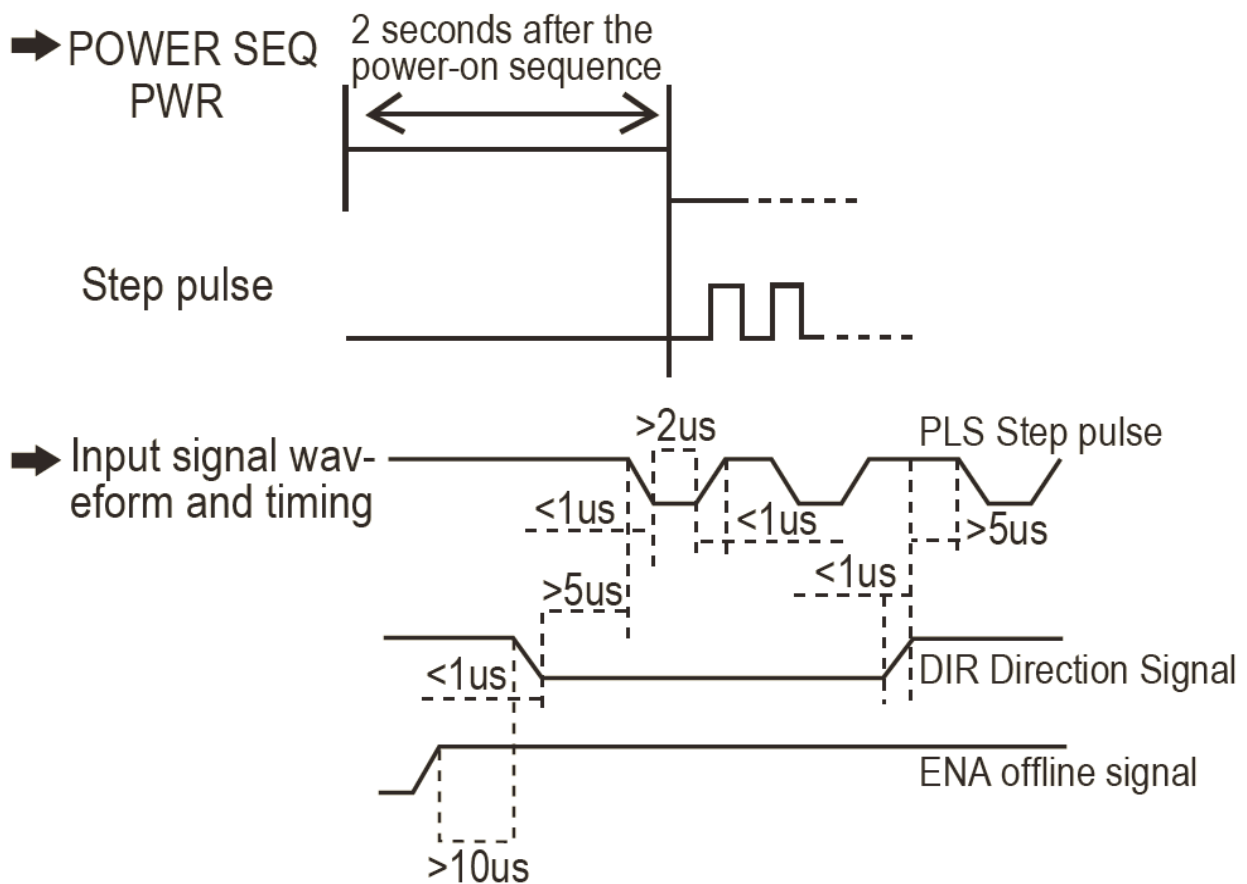 POWER SEQ
PWR
2 seconds after the
power-on sequence
Step pulse
Input signal wav-
eform and timing
>2us
PLS Step pulse
<1us
<1us
>5us
<1us
>5us
<1us
DIR Direction Signal
ENA offline signal
>10us